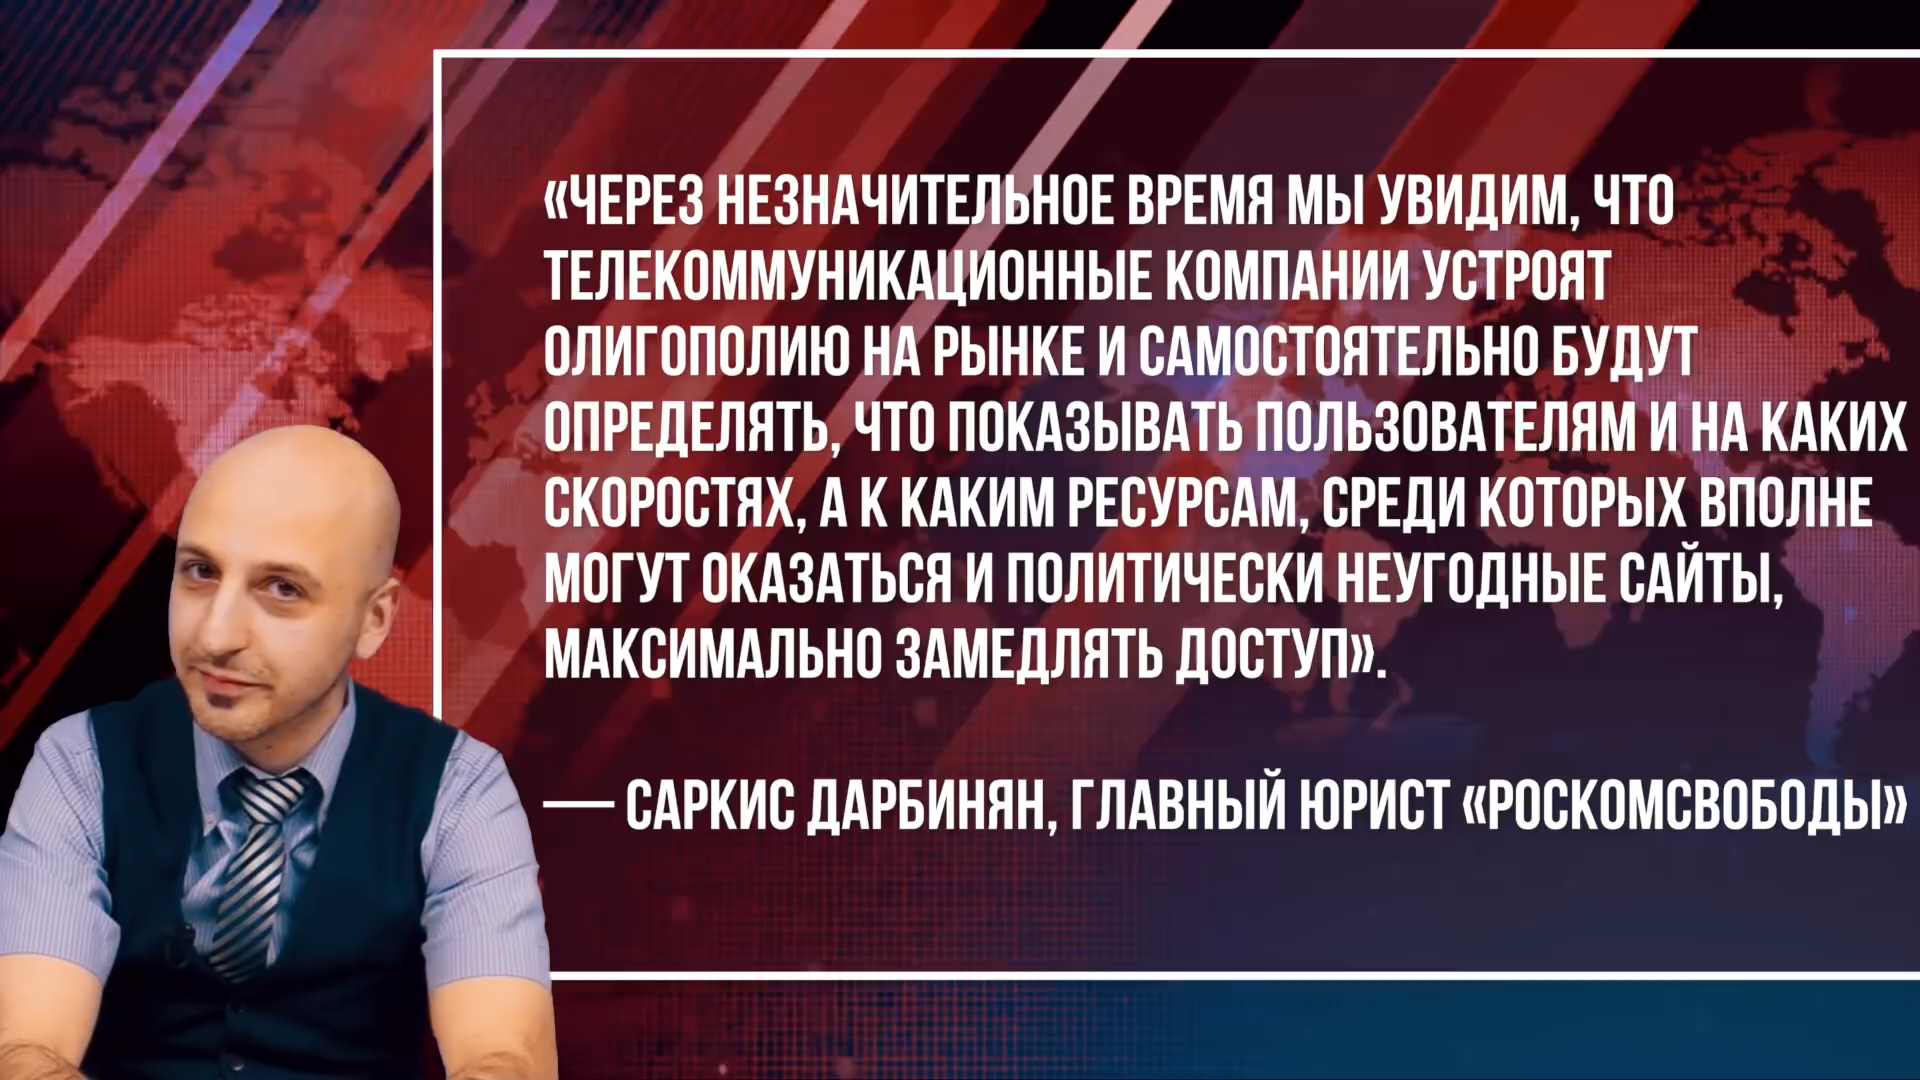 «ЧЕРЕЗ НЕЗНАЧИТЕЛЬНОЕ ВРЕМЯ МЫ УВИДИМ, ЧТО
ТЕЛЕКОММУНИКАЦИОННЫЕ КОМПАНИИ УСТРОЯТ
ОЛИГОПОЛИЮ НА РЫНКЕ И САМОСТОЯТЕЛЬНО БУДУТ
ОПРЕДЕЛЯТЬ, ЧТО ПОКАЗЫВАТЬ ПОЛЬЗОВАТЕЛЯМ И НА КАКИХ
СКОРОСТЯХ, А К КАКИМ РЕСУРСАМ, СРЕДИ КОТОРЫХ ВПОЛНЕ
МОГУТ ОКАЗАТЬСЯ И ПОЛИТИЧЕСКИ НЕУГОДНЫЕ САЙТЫ,
МАКСИМАЛЬНО ЗАМЕДЛЯТЬ ДОСТУП».
— САРКИС ДАРБИНЯН, ГЛАВНЫЙ ЮРИСТ «РОСКОМСВОБОДЫ»